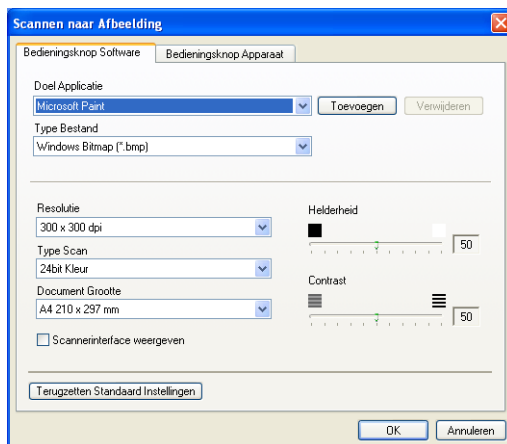 Scannen naar Afbeelding
Bedieningsknop Software
Bedieningsknop Apparaat
Doel Applicatie
Microsoft Paint
Toevoegen
Verwijderen
Type Bestand
Windows Bitmap (*.bmp)
Resolutie
300 x 300 dpi
Type Scan
24bit Kleur
Document Grootte
A4 210 x 297 mm
Scannerinterface weergeven
Helderheid
50
Contrast
50
Terugzetten Standaard Instellingen
OK
Annuleren